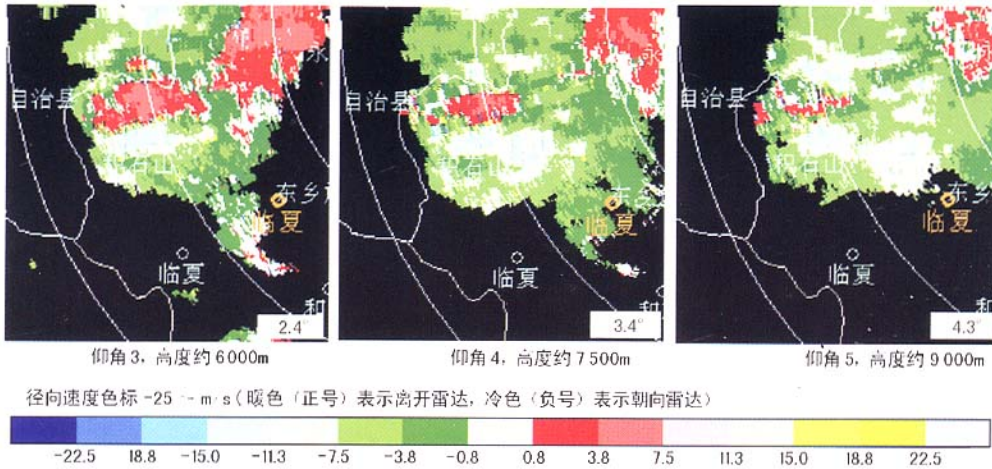 永
自治县
积石山
东乡
临夏
临夏
和
2.4°
永
自治县
积石山
东乡
临夏
临夏
和
3.4°
永
自治县
积石山
东乡
临夏
临夏
和
4.3°
仰角3，高度约6000m
仰角4，高度约7500m
仰角5，高度约9000m
径向速度色标 -25 -- m·s(暖色（正号）表示离开雷达，冷色（负号）表示朝向雷达）
-22.5 18.8 -15.0 -11.3 -7.5 -3.8 -0.8 0.8 3.8 7.5 11.3 15.0 18.8 22.5